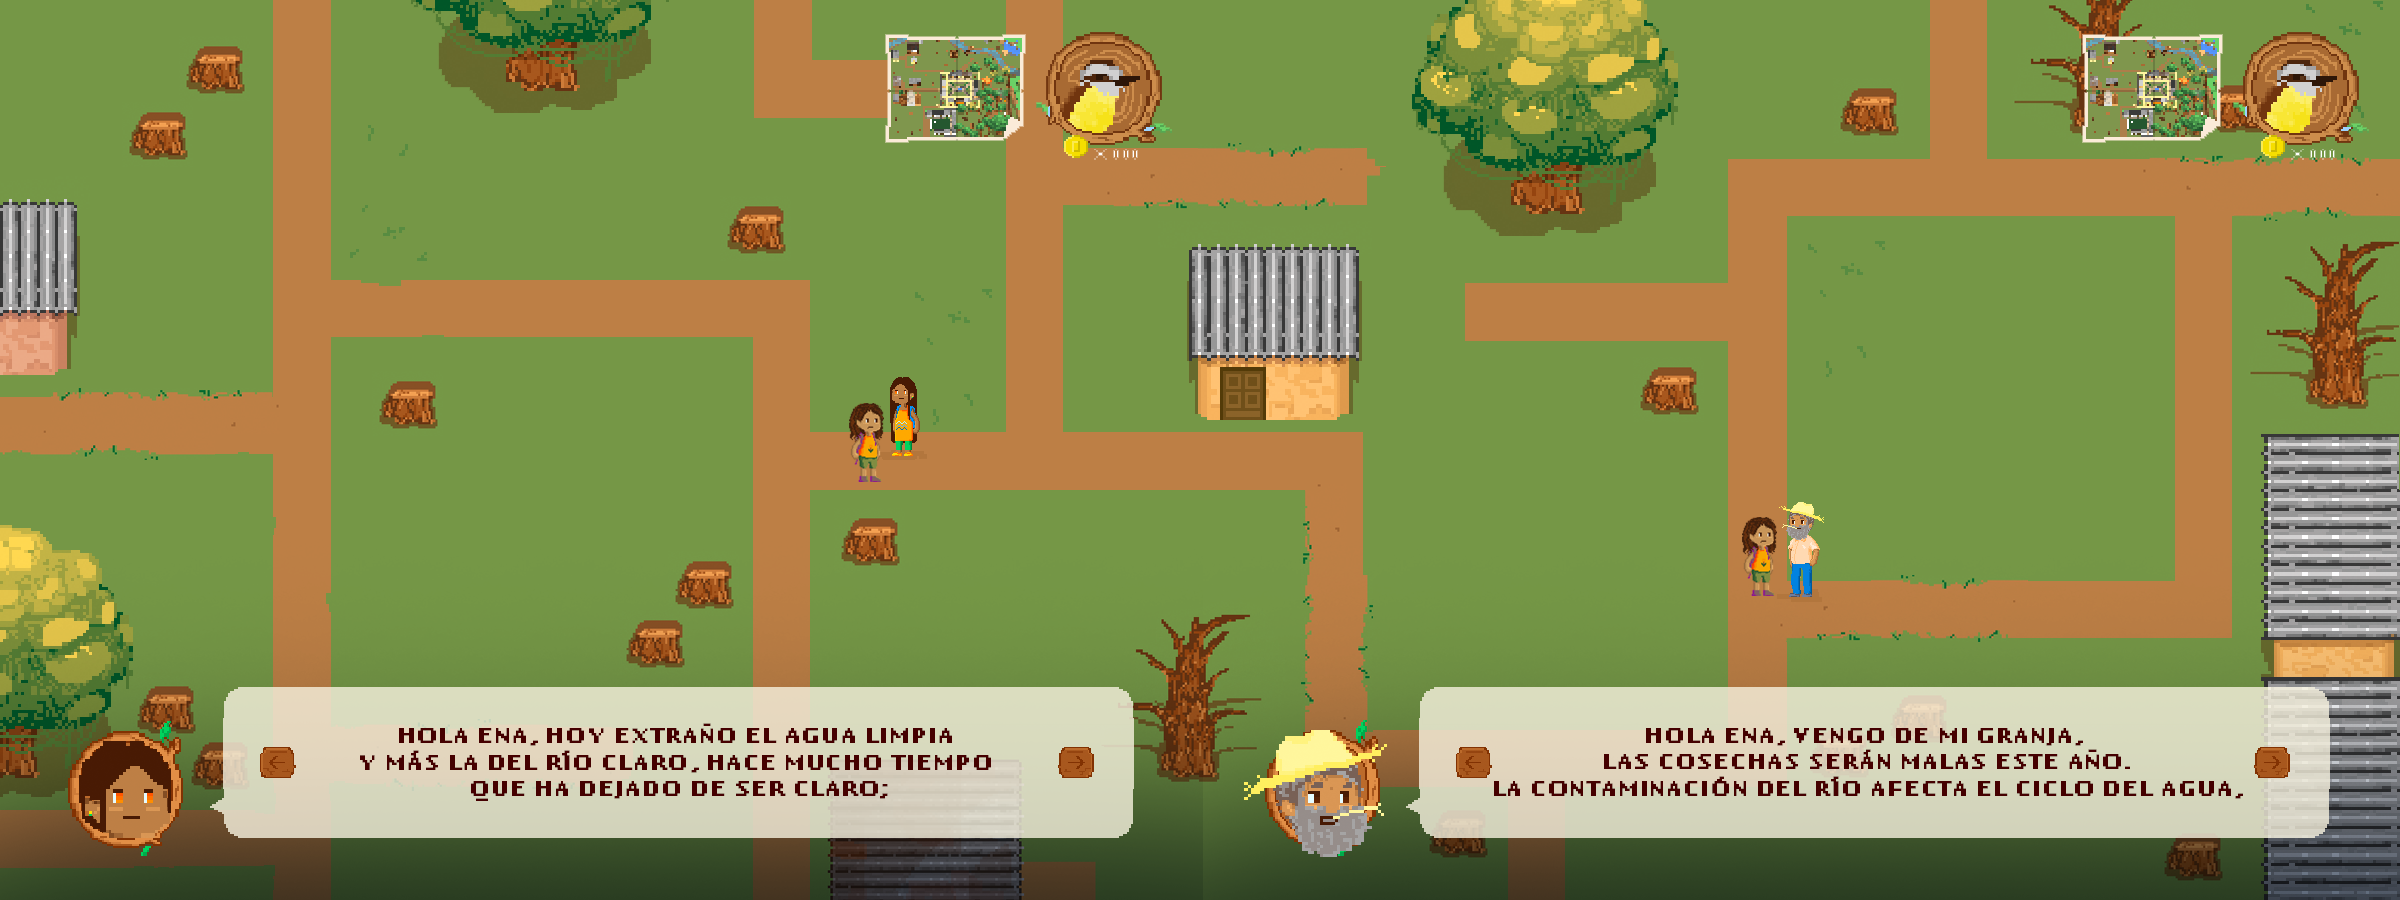 × 000
× 000
HOLA ENA, HOY EXTRAÑO EL AGUA LIMPIA
Y MÁS LA DEL RÍO CLARO, HACE MUCHO TIEMPO
QUE HA DEJADO DE SER CLARO;
HOLA ENA, VENGO DE MI GRANJA,
LAS COSECHAS SERÁN MALAS ESTE AÑO.
LA CONTAMINACIÓN DEL RÍO AFECTA EL CICLO DEL AGUA,